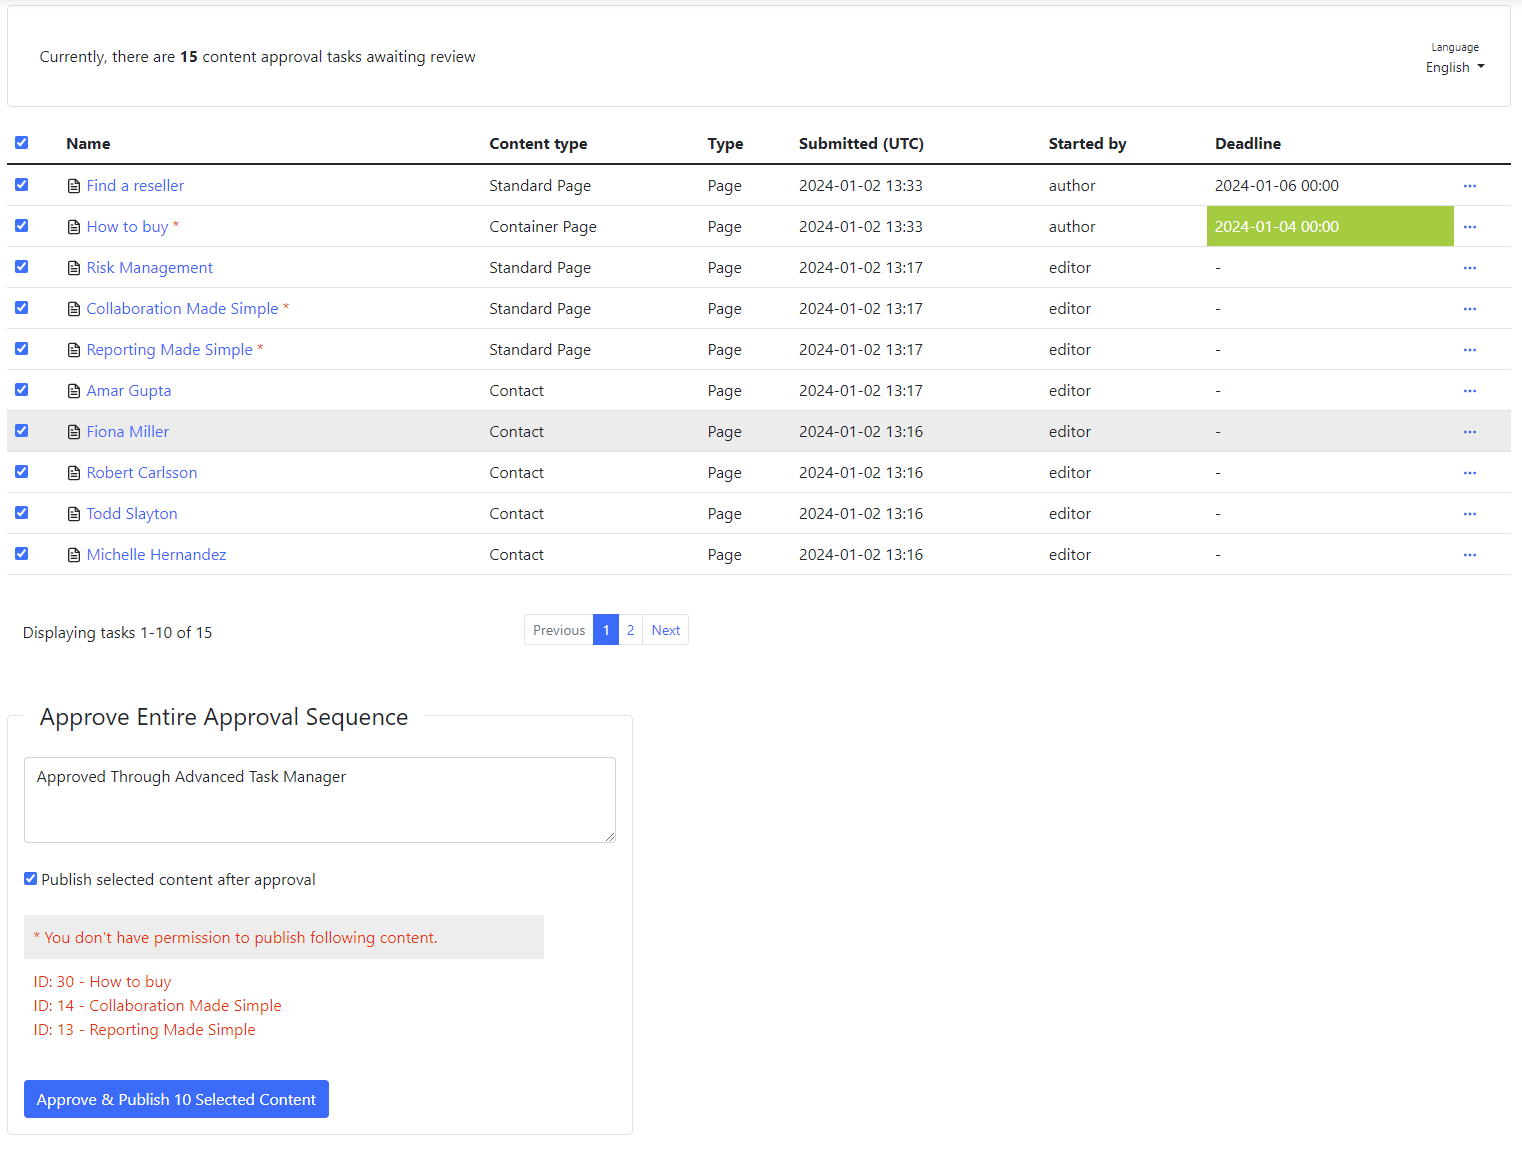 Currently, there are 15 content approval tasks awaiting review
Language
English
Name Content type Type Submitted (UTC) Started by Deadline
Find a reseller Standard Page Page 2024-01-02 13:33 author 2024-01-06 00:00 ...
How to buy * Container Page Page 2024-01-02 13:33 author 2024-01-04 00:00 ...
Risk Management Standard Page Page 2024-01-02 13:17 editor - ...
Collaboration Made Simple * Standard Page Page 2024-01-02 13:17 editor - ...
Reporting Made Simple * Standard Page Page 2024-01-02 13:17 editor - ...
Amar Gupta Contact Page 2024-01-02 13:17 editor - ...
Fiona Miller Contact Page 2024-01-02 13:16 editor - ...
Robert Carlsson Contact Page 2024-01-02 13:16 editor - ...
Todd Slayton Contact Page 2024-01-02 13:16 editor - ...
Michelle Hernandez Contact Page 2024-01-02 13:16 editor - ...
Displaying tasks 1-10 of 15 Previous 1 2 Next
Approve Entire Approval Sequence
Approved Through Advanced Task Manager
Publish selected content after approval
* You don't have permission to publish following content.
ID: 30 - How to buy
ID: 14 - Collaboration Made Simple
ID: 13 - Reporting Made Simple
Approve & Publish 10 Selected Content